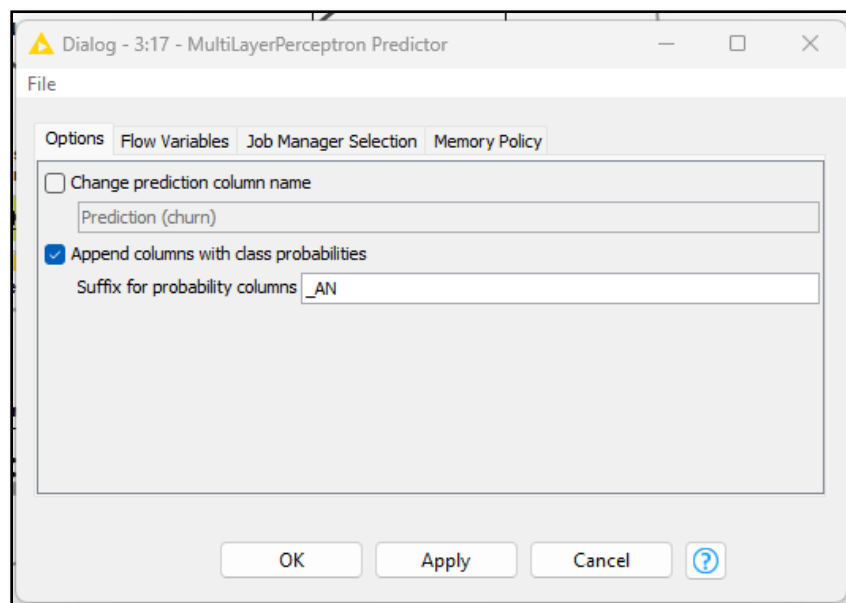 Dialog - 3:17 - MultiLayerPerceptron Predictor
File
Options Flow Variables Job Manager Selection Memory Policy
Change prediction column name
Prediction (churn)
Append columns with class probabilities
Suffix for probability columns _AN
OK Apply Cancel ?